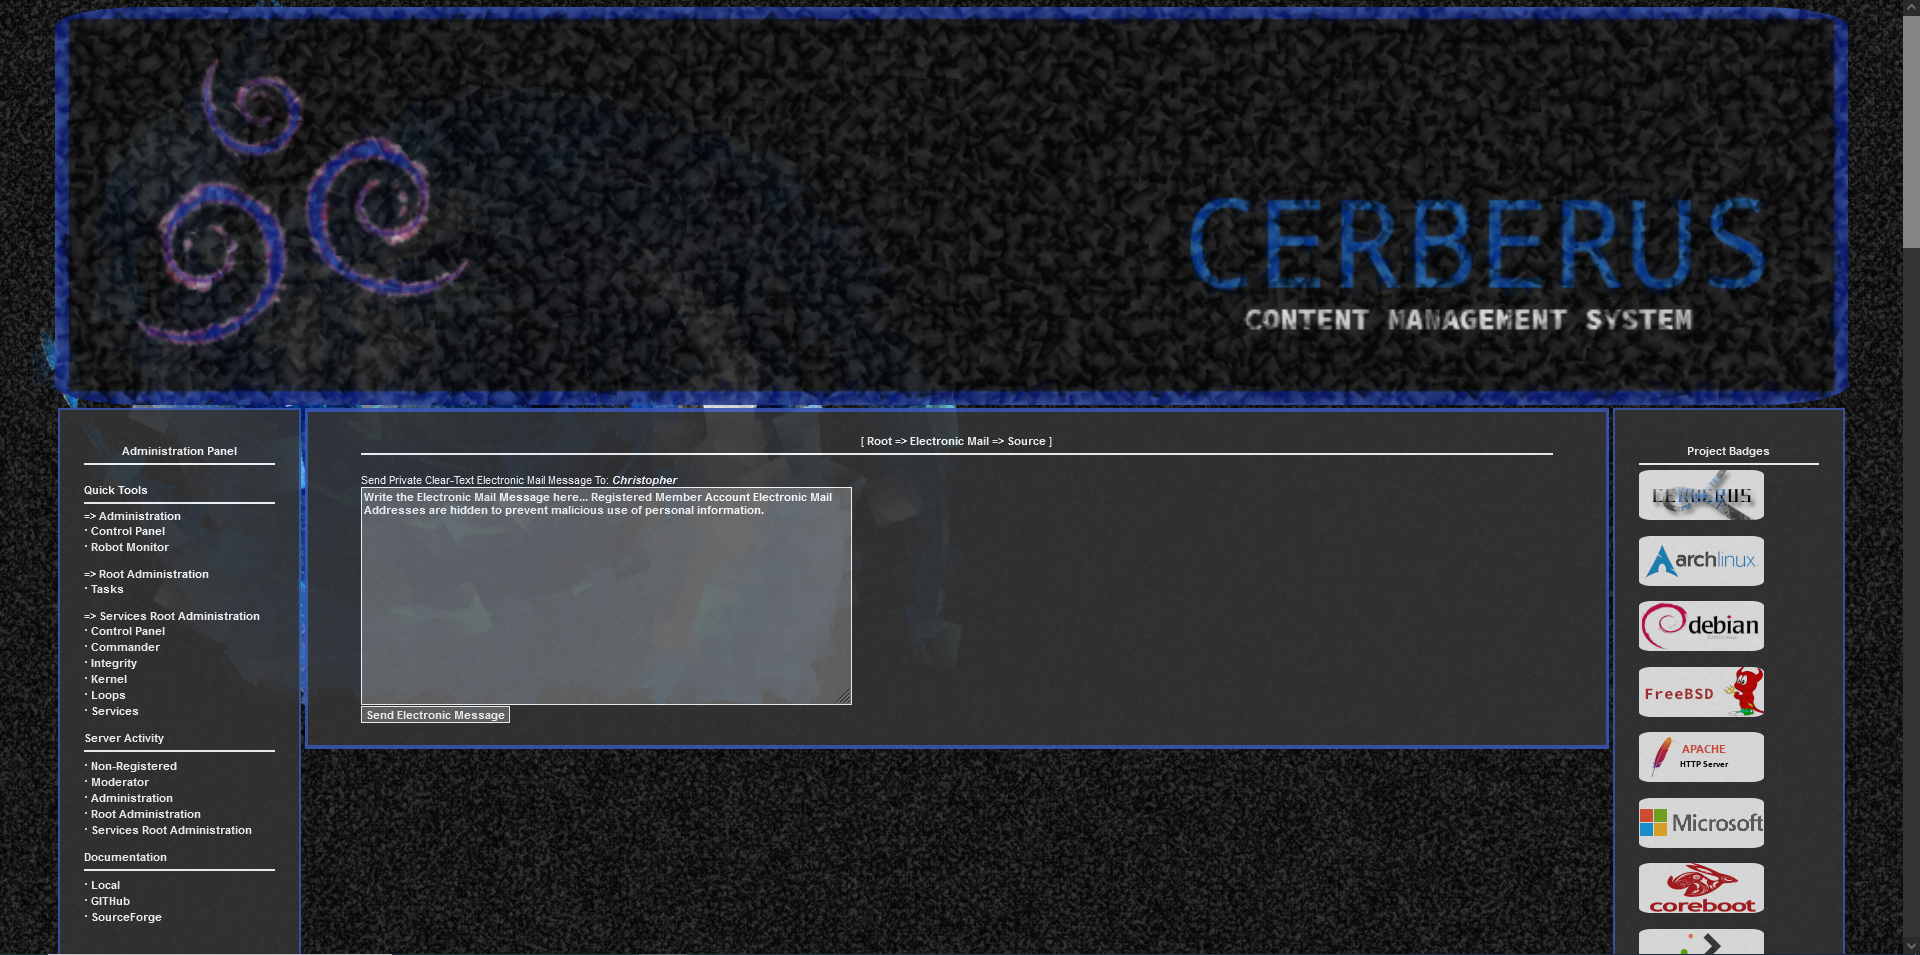 CERBERUS
CONTENT MANAGEMENT SYSTEM
Administration Panel
Quick Tools
=> Administration
· Control Panel
· Robot Monitor
=> Root Administration
· Tasks
=> Services Root Administration
· Control Panel
· Commander
· Integrity
· Kernel
· Loops
· Services
Server Activity
· Non-Registered
· Moderator
· Administration
· Root Administration
· Services Root Administration
Documentation
· Local
· GITHub
· SourceForge
[ Root => Electronic Mail => Source ]
Send Private Clear-Text Electronic Mail Message To: Christopher
Write the Electronic Mail Message here... Registered Member Account Electronic Mail
Addresses are hidden to prevent malicious use of personal information.
Send Electronic Message
Project Badges
CERBERUS
archlinux
debian
FreeBSD
APACHE
HTTP Server
Microsoft
coreboot